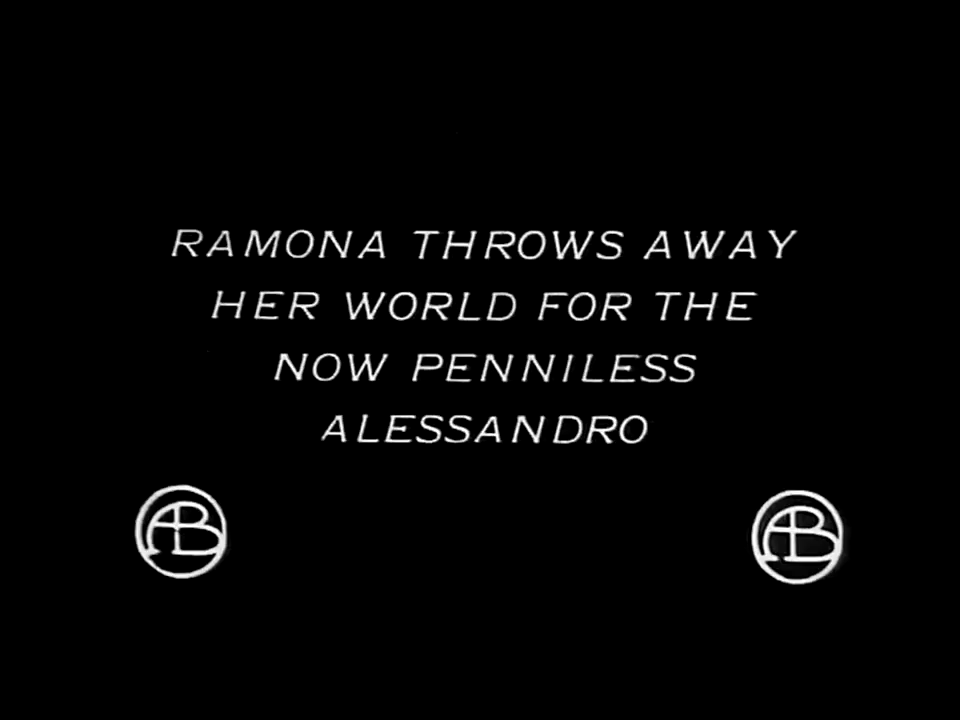 RAMONA THROWS AWAY
HER WORLD FOR THE
NOW PENNILESS
ALESSANDRO
AB AB